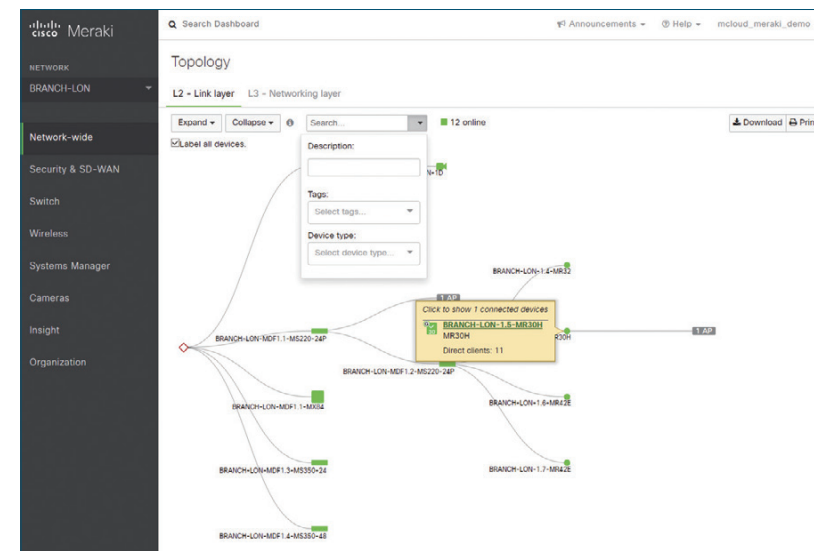 cisco Meraki
Search Dashboard
Announcements
Help
mcloud_meraki_demo
NETWORK
BRANCH-LON
Topology
L2 - Link layer
L3 - Networking layer
Expand
Collapse
Search...
12 online
Download
Prin
Label all devices.
Description:
Network-wide
Security & SD-WAN
Switch
Wireless
Systems Manager
Cameras
Insight
Organization
Tags:
Select tags...
Device type:
Select device type...
BRANCH-LON-1.4-MR32
1 AP
Click to show 1 connected devices
BRANCH-LON-1.5-MR30H
MR30H
Direct clients: 11
R30H
1 AP
BRANCH-LON-MDF1.1-MS220-24P
BRANCH-LON-MDF1.2-MS220-24P
BRANCH-LON-MDF1.1-MX84
BRANCH-LON-1.6-MR42E
BRANCH-LON-MDF1.3-MS350-24
BRANCH-LON-1.7-MR42E
BRANCH-LON-MDF1.4-MS350-48